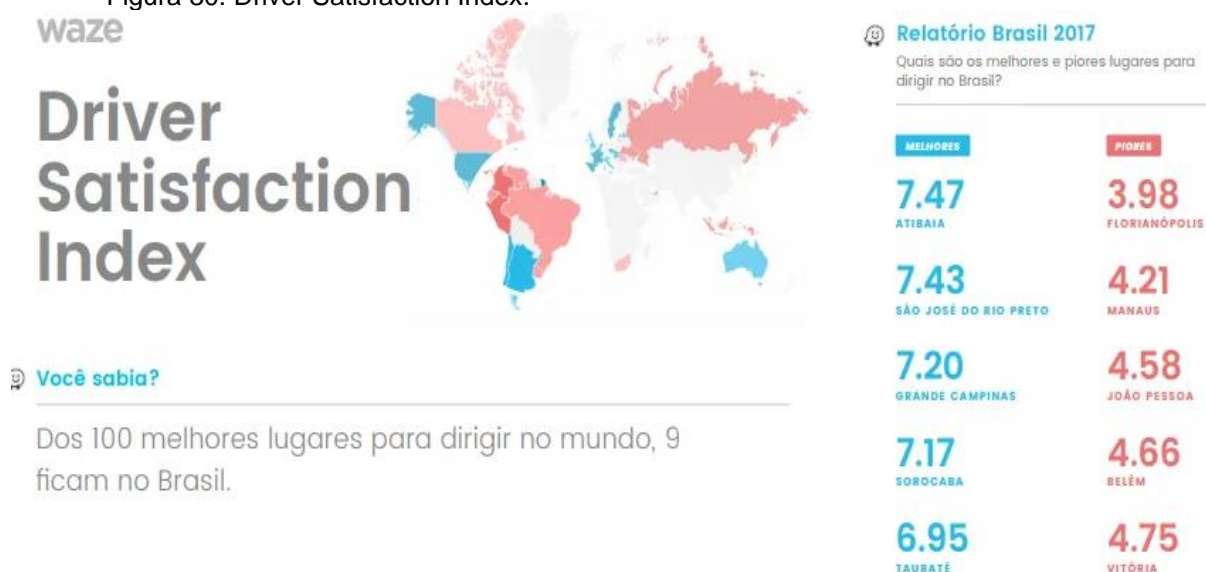 Figura 30: Driver Satisfaction Index.
waze
Driver
Satisfaction
Index
Você sabia?
Dos 100 melhores lugares para dirigir no mundo, 9
ficam no Brasil.
Relatório Brasil 2017
Quais são os melhores e piores lugares para
dirigir no Brasil?
MELHORES PIORES
7.47 3.98
ATIBAIA FLORIANÓPOLIS
7.43 4.21
SÃO JOSÉ DO RIO PRETO MANAUS
7.20 4.58
GRANDE CAMPINAS JOÃO PESSOA
7.17 4.66
SOROCABA BELÉM
6.95 4.75
TAUBATÉ VITÓRIA